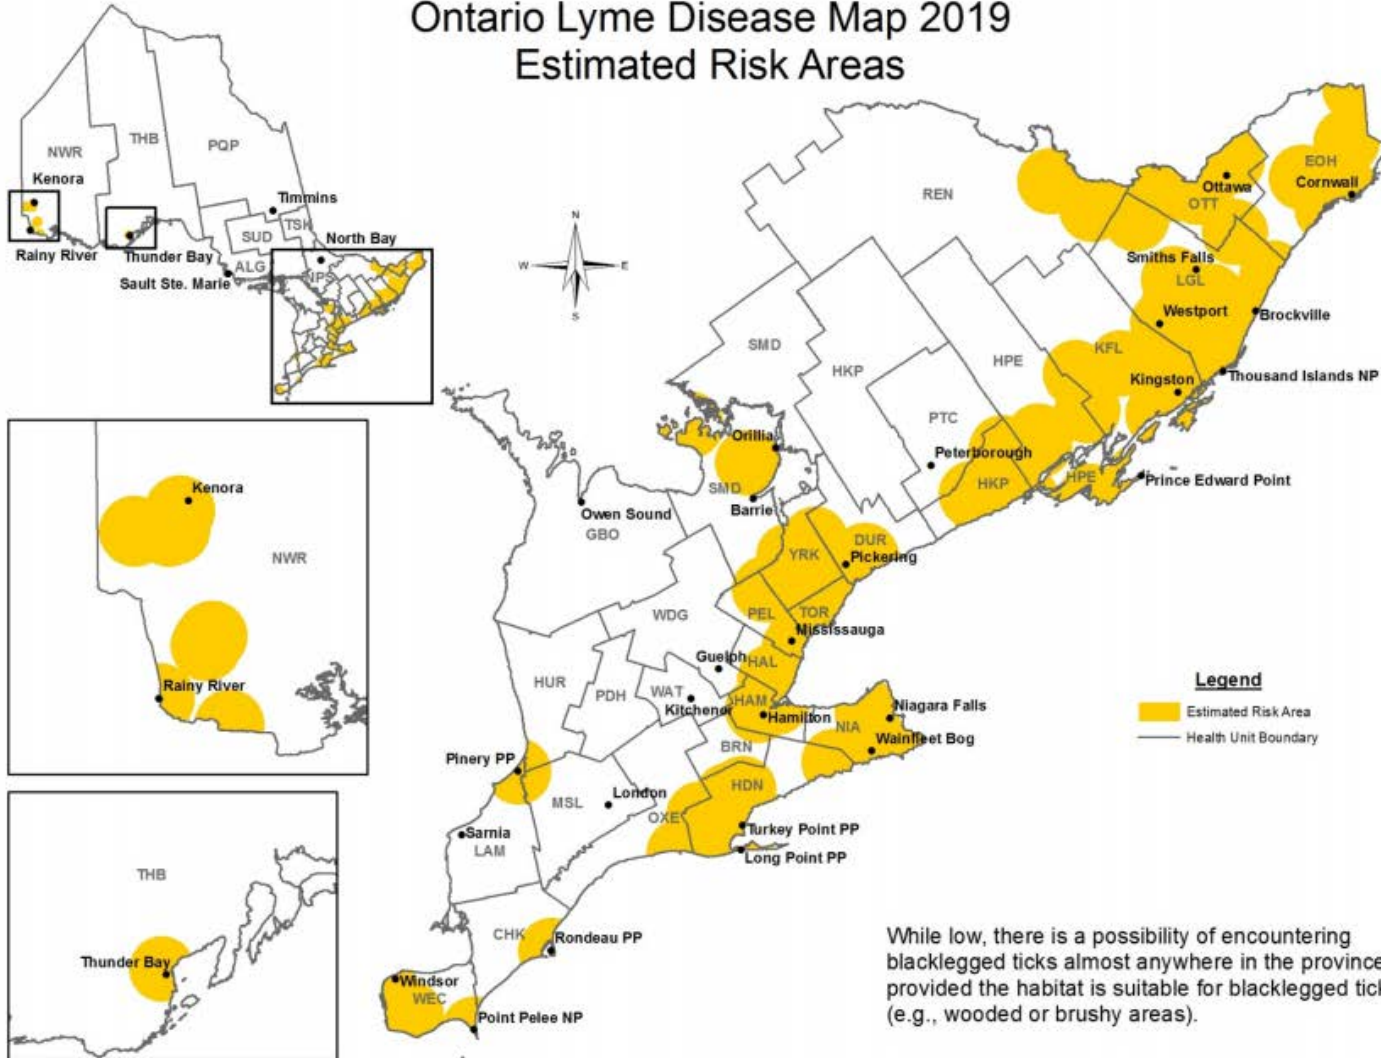 Ontario Lyme Disease Map 2019
Estimated Risk Areas
NWR
THB
PQP
Kenora
Timmins
TSK
SUD
North Bay
Rainy River
Thunder Bay
ALG
NPS
Sault Ste. Marie
N
W
E
S
REN
EOH
Cornwall
Ottawa
OTT
Smiths Falls
LGL
Westport
Brockville
SMD
HKP
HPE
KFL
Kingston
Thousand Islands NP
PTC
Peterborough
HKP
HPE
Prince Edward Point
Orillia
SMD
Barrie
Owen Sound
GBO
YRK
DUR
Pickering
PEL
TOR
Mississauga
WDG
Guelph
HAL
HUR
PDH
WAT
Kitchener
HAM
Hamilton
NIA
Niagara Falls
Wainfleet Bog
BRN
Pinery PP
MSL
London
OXE
HDN
Turkey Point PP
Long Point PP
Sarnia
LAM
CHK
Rondeau PP
Windsor
WEC
Point Pelee NP
Kenora
NWR
Rainy River
THB
Thunder Bay
Legend
Estimated Risk Area
Health Unit Boundary
While low, there is a possibility of encountering
blacklegged ticks almost anywhere in the province
provided the habitat is suitable for blacklegged tick
(e.g., wooded or brushy areas).